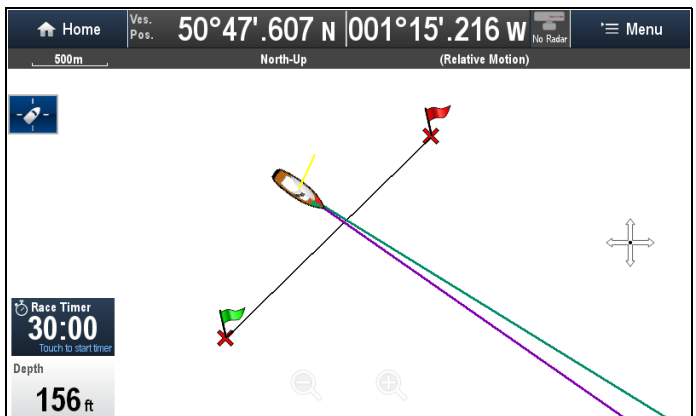 Home
Ves. Pos.
50°47'.607 N
001°15'.216 W
No Radar
Menu
500m
North-Up
(Relative Motion)
Race Timer
30:00
Touch to start timer
Depth
156 ft